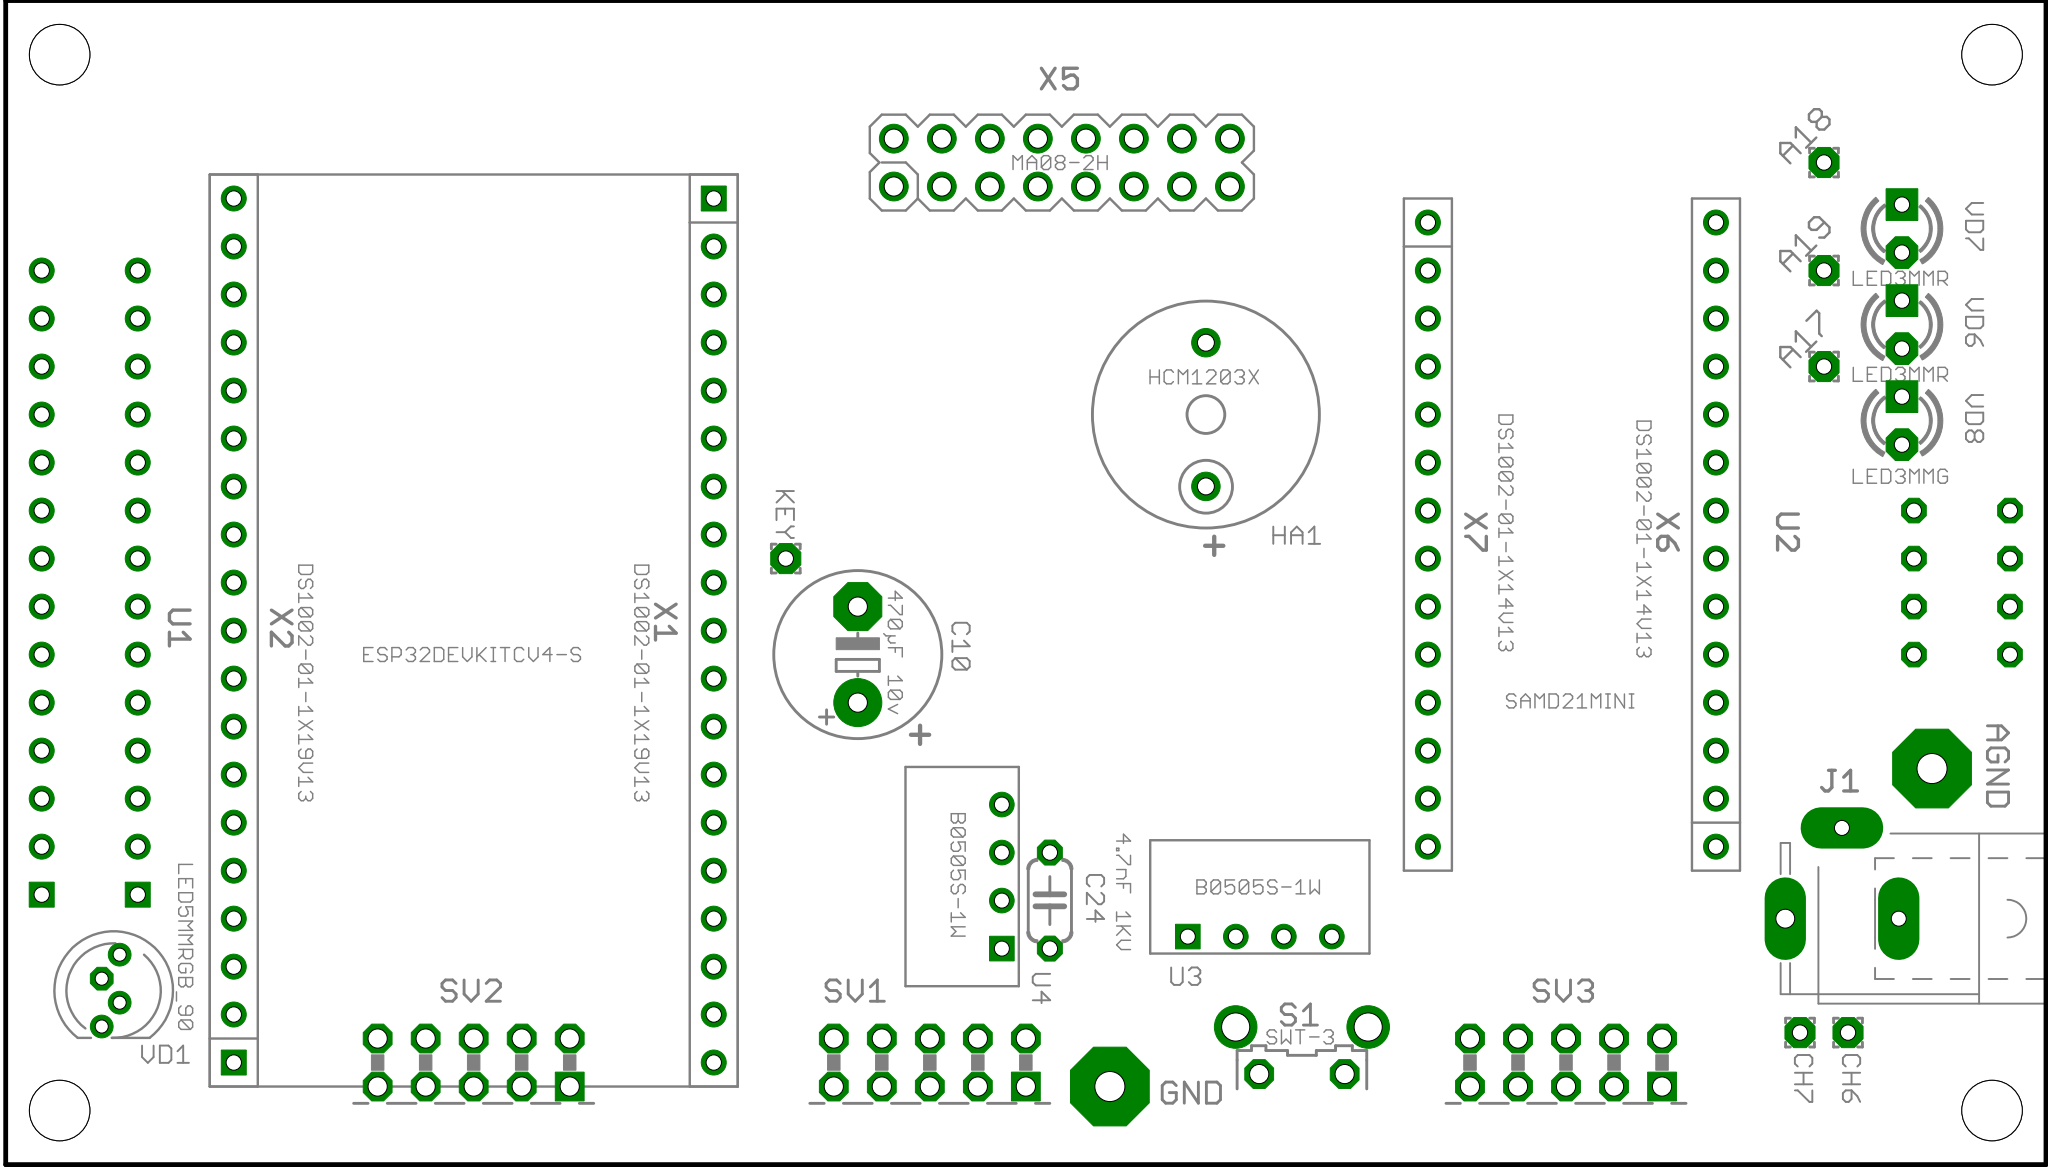 X5
MA08-2H
A18
VD7
A19
LED3MMR
VD6
A17
LED3MMR
VD8
LED3MMG
HCM1203X
HA1
+
KEY
DS1002-01-1X14V13
X7
DS1002-01-1X14V13
X6
U2
SAMD21MINI
U1
X2
DS1002-01-1X19V13
ESP32DEVKITCV4-S
DS1002-01-1X19V13
X1
470µF 10v
C10
+
+
AGND
J1
B0505S-1W
U4
4.7nF 1KV
C24
B0505S-1W
U3
LED5MMRGB_90
VD1
SV2
SV1
S1
SWT-3
SV3
GND
CH7
CH6